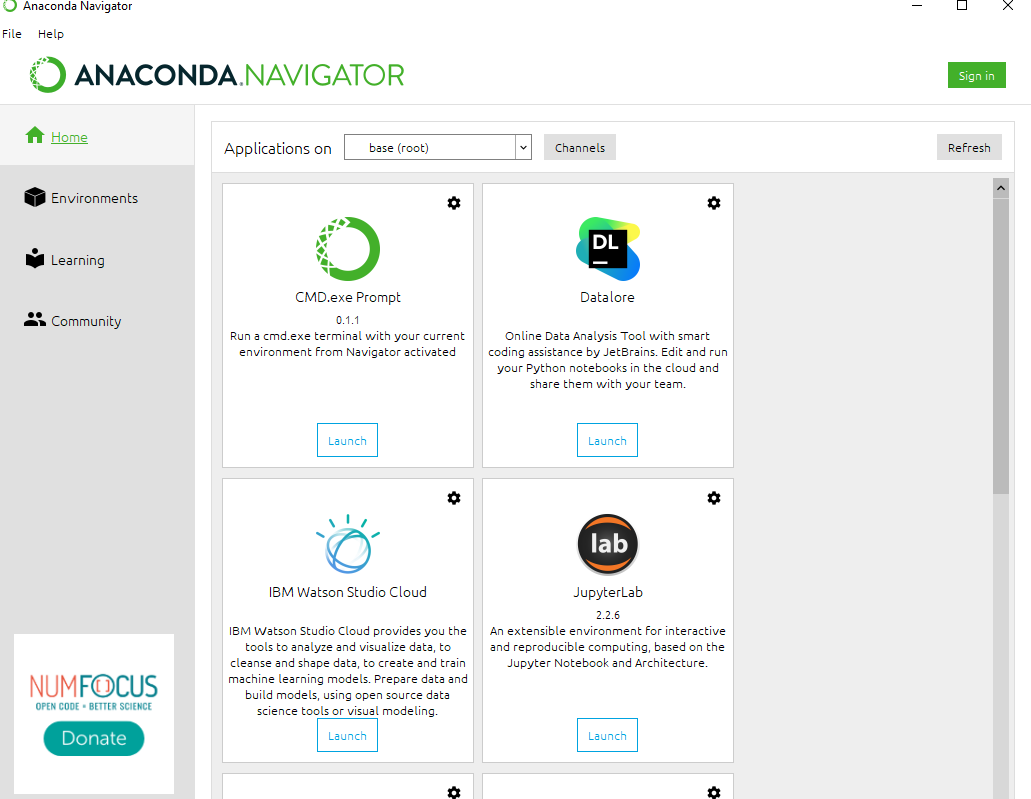 Anaconda Navigator
File Help
ANACONDA.NAVIGATOR
Sign in
Home
Environments
Learning
Community
NUMFOCUS
OPEN CODE = BETTER SCIENCE
Donate
Applications on base (root) Channels Refresh
CMD.exe Prompt
0.1.1
Run a cmd.exe terminal with your current
environment from Navigator activated
Launch
DL
Datalore
Online Data Analysis Tool with smart
coding assistance by JetBrains. Edit and run
your Python notebooks in the cloud and
share them with your team.
Launch
IBM Watson Studio Cloud
IBM Watson Studio Cloud provides you the
tools to analyze and visualize data, to
cleanse and shape data, to create and train
machine learning models. Prepare data and
build models, using open source data
science tools or visual modeling.
Launch
lab
JupyterLab
2.2.6
An extensible environment for interactive
and reproducible computing, based on the
Jupyter Notebook and Architecture.
Launch